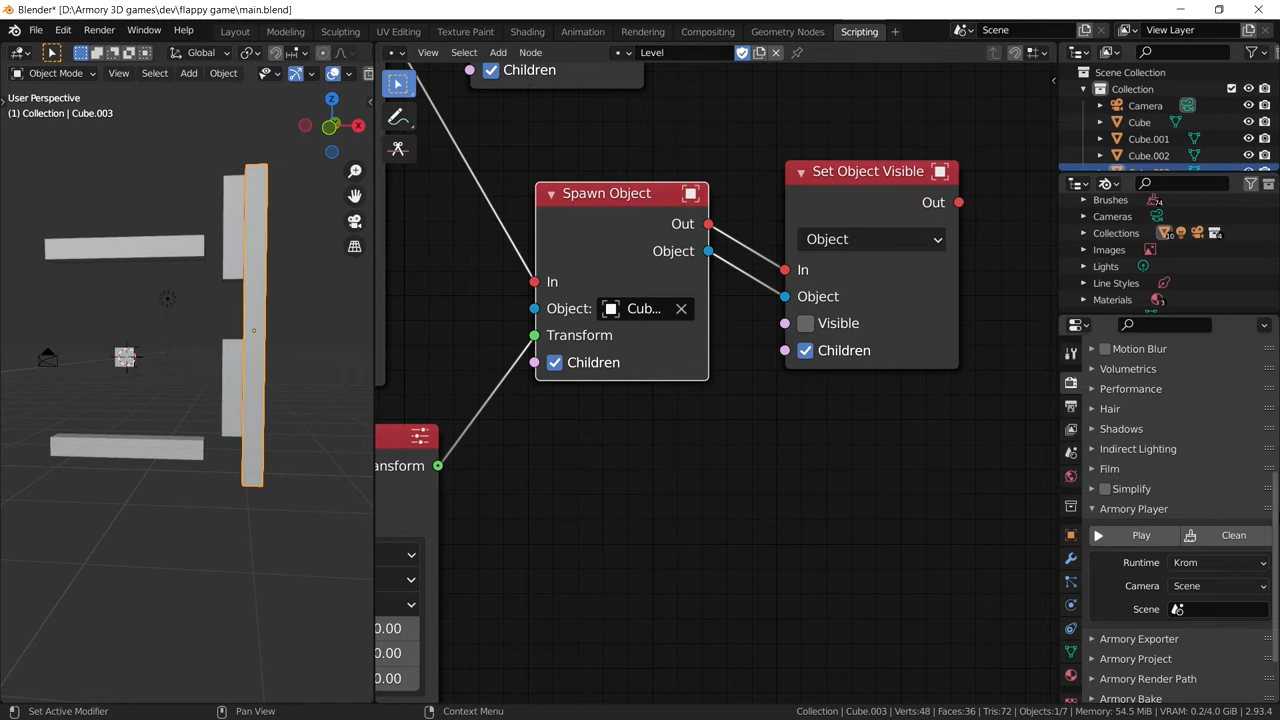 Blender* [D:\Armory 3D games\dev\flappy game\main.blend]
File Edit Render Window Help Layout Modeling Sculpting UV Editing Texture Paint Shading Animation Rendering Compositing Geometry Nodes Scripting + Scene View Layer
Global View Select Add Node Level
Object Mode View Select Add Object
User Perspective
(1) Collection | Cube.003
Z
X
Children
Spawn Object
Out
Object
In
Object: Cub...
Transform
Children
Set Object Visible
Out
Object
In
Object
Visible
Children
ansform
0.00
0.00
0.00
Scene Collection
Collection
Camera
Cube
Cube.001
Cube.002
Brushes 74
Cameras
Collections 10 4
Images
Lights
Line Styles
Materials 3
Motion Blur
Volumetrics
Performance
Hair
Shadows
Indirect Lighting
Film
Simplify
Armory Player
Play Clean
Runtime Krom
Camera Scene
Scene
Armory Exporter
Armory Project
Armory Render Path
Armory Bake
Set Active Modifier Pan View Context Menu Collection | Cube.003 | Verts:48 | Faces:36 | Tris:72 | Objects:1/7 | Memory: 54.5 MiB | VRAM: 0.2/4.0 GiB | 2.93.4